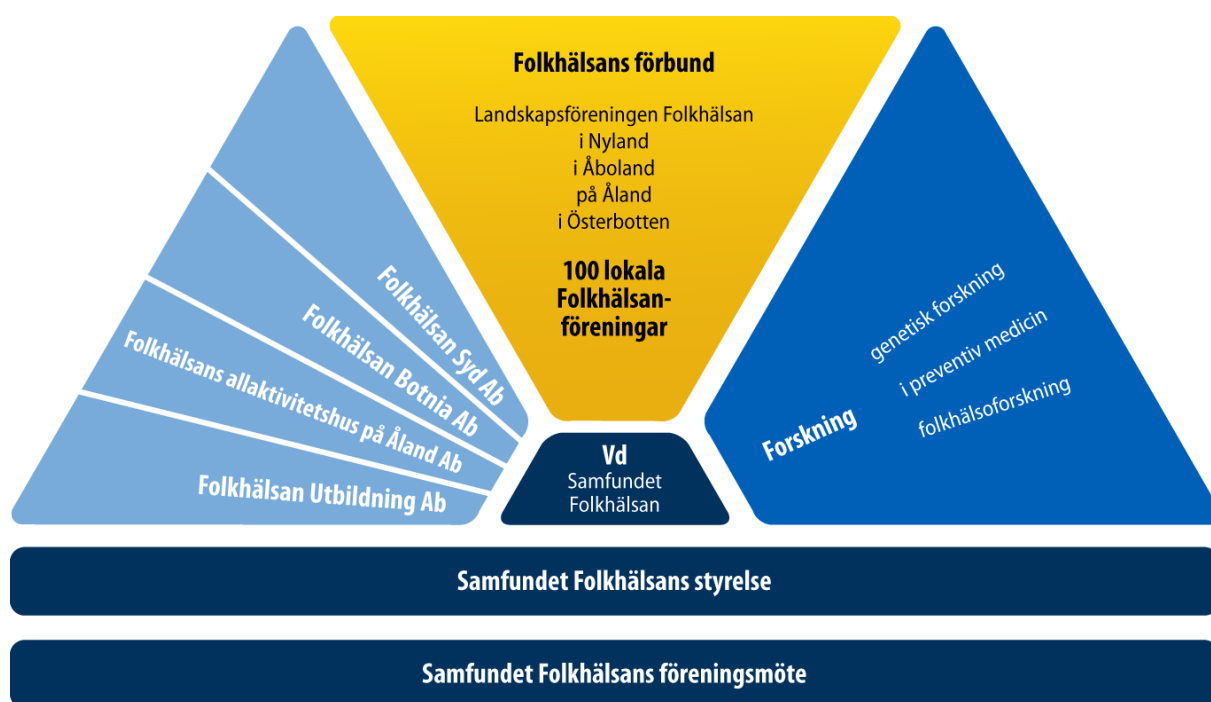 Folkhälsans förbund
Landskapsföreningen Folkhälsan
i Nyland
i Åboland
på Åland
i Österbotten
100 lokala
Folkhälsan-
föreningar
Folkhälsan Syd Ab
Folkhälsan Botnia Ab
Folkhälsans allaktivitetshus på Åland Ab
Folkhälsan Utbildning Ab
Vd
Samfundet
Folkhälsan
Forskning
genetisk forskning
i preventiv medicin
folkhälsoforskning
Samfundet Folkhälsans styrelse
Samfundet Folkhälsans föreningsmöte